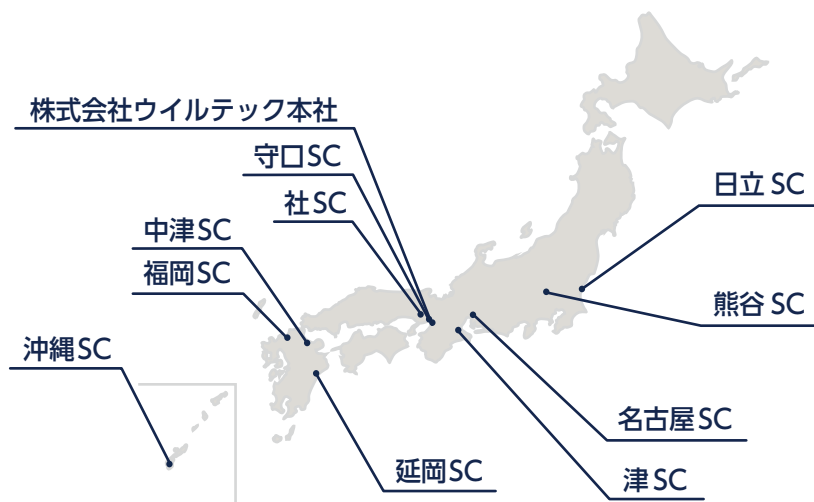 株式会社ウイルテック本社
守口SC
社SC
中津SC
福岡SC
沖縄SC
日立 SC
熊谷 SC
名古屋SC
津 SC
延岡SC